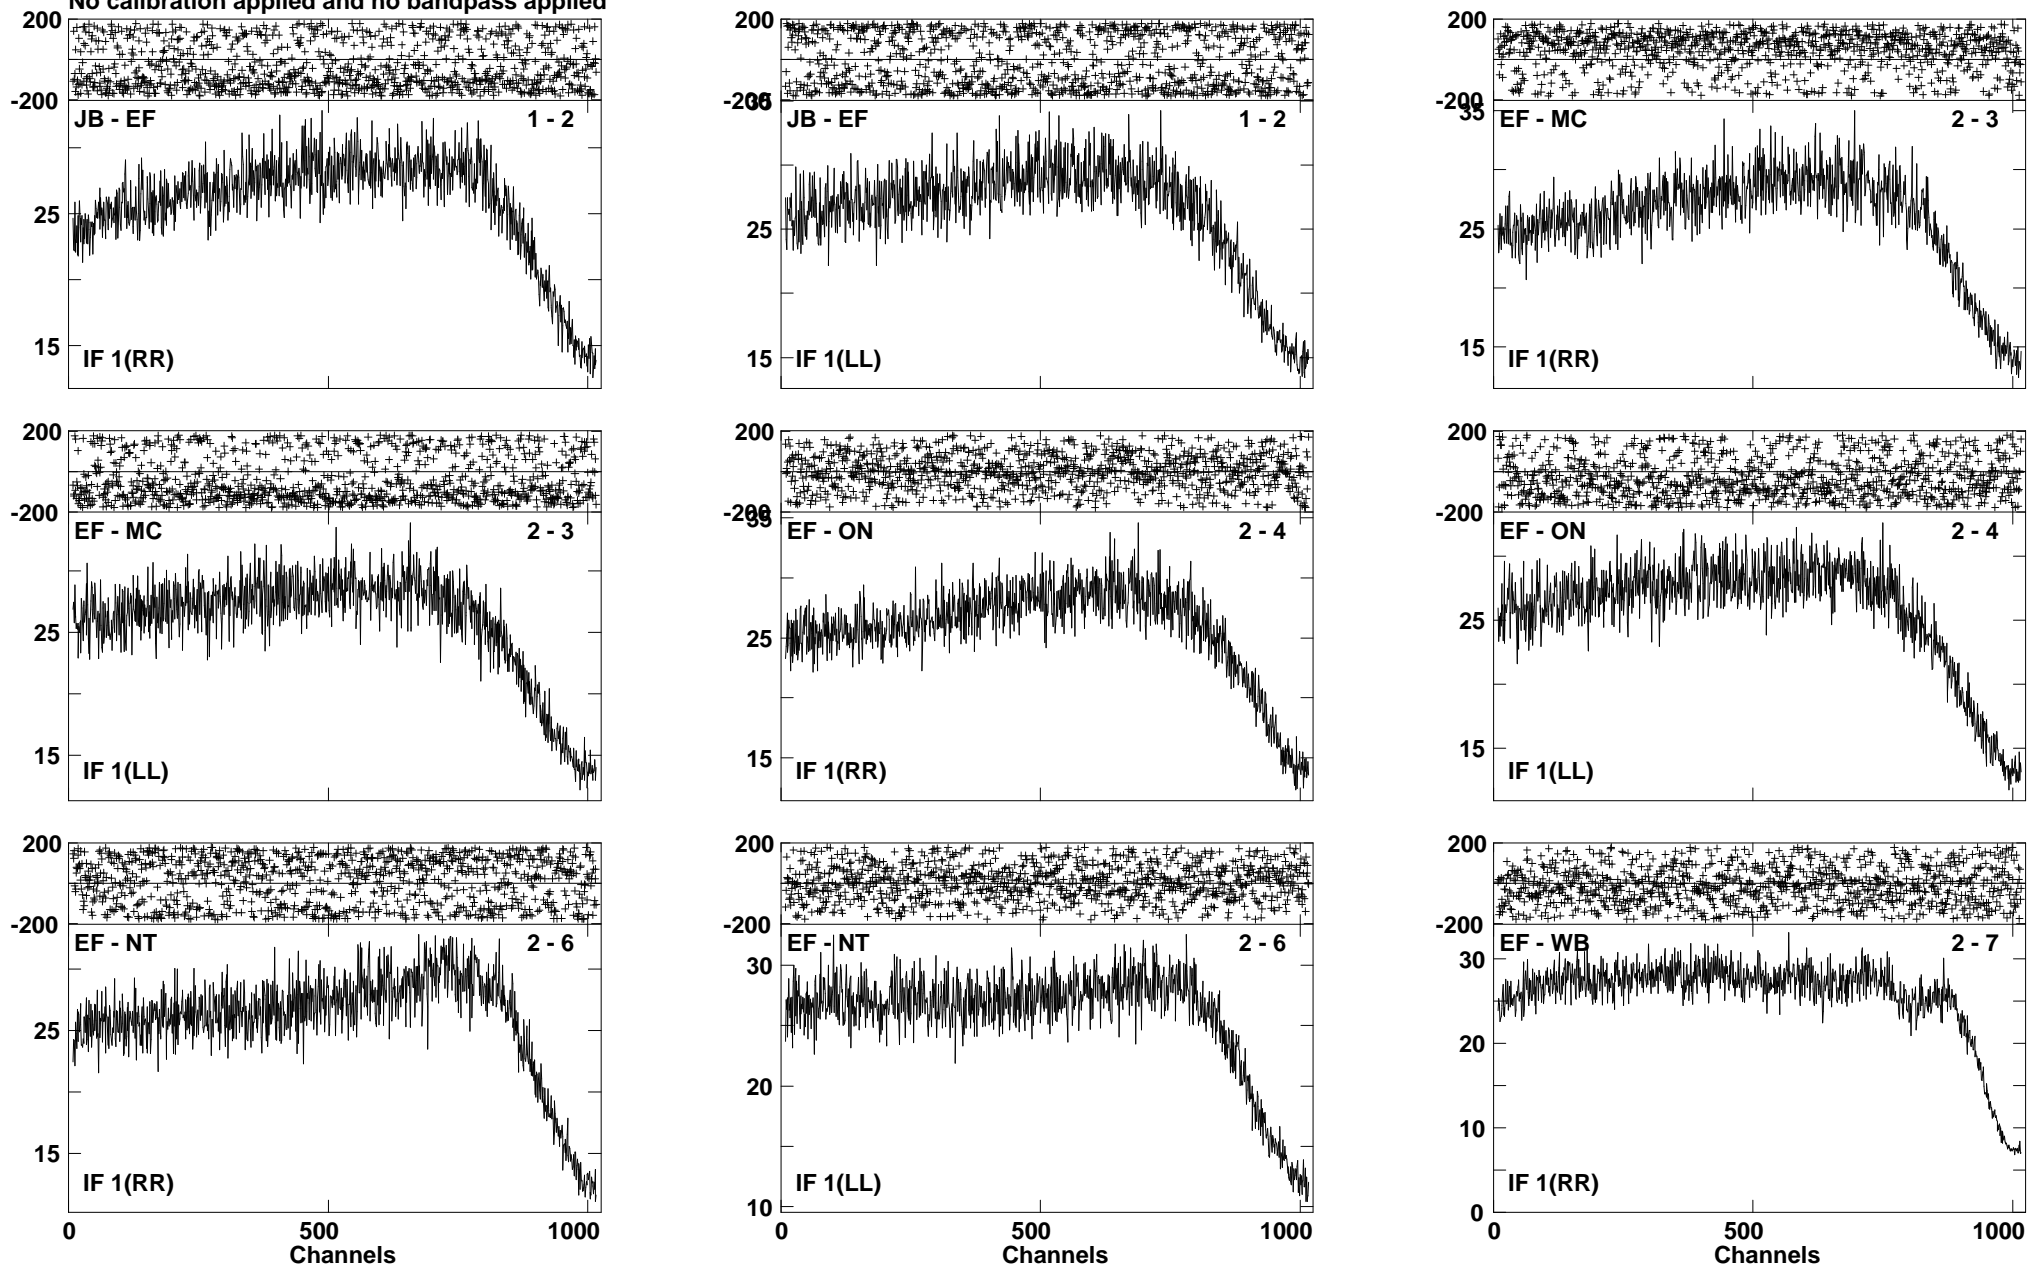 No calibration applied and no bandpass applied
200
-200
JB - EF 1 - 2
25
15
IF 1(RR)
200
-200
35
JB - EF 1 - 2
25
15
IF 1(LL)
200
-200
35
EF - MC 2 - 3
25
15
IF 1(RR)
200
-200
EF - MC 2 - 3
25
15
IF 1(LL)
200
-200
35
EF - ON 2 - 4
25
15
IF 1(RR)
200
-200
EF - ON 2 - 4
25
15
IF 1(LL)
200
-200
EF - NT 2 - 6
25
15
IF 1(RR)
0 500 1000
Channels
200
-200
EF - NT 2 - 6
30
20
10
IF 1(LL)
0 500 1000
Channels
200
-200
EF - WB 2 - 7
30
20
10
0
IF 1(RR)
0 500 1000
Channels